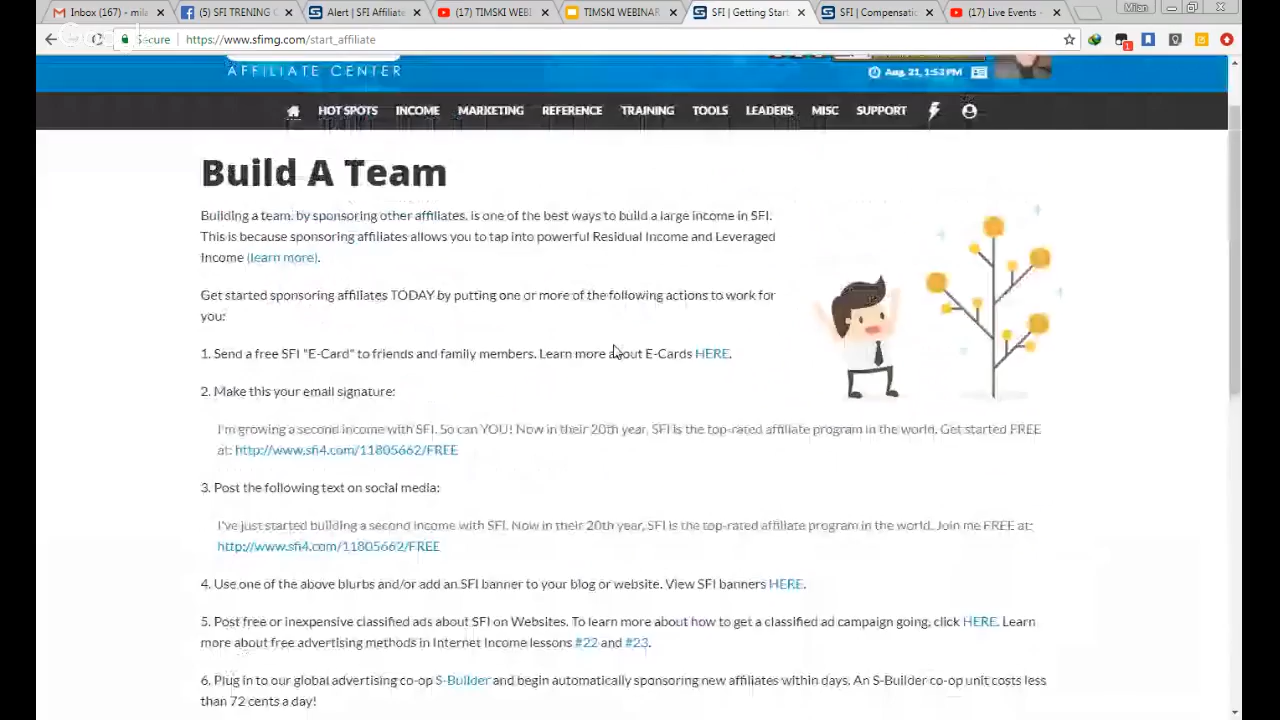 Milan
Inbox (167) - mila
(5) SFI TRENING C
Alert | SFI Affiliate
(17) TIMSKI WEBI
TIMSKI WEBINAR
SFI | Getting Start
SFI | Compensatio
(17) Live Events -
Secure https://www.sfimg.com/start_affiliate
1
AFFILIATE CENTER
Aug. 21, 1:53 PM
HOT SPOTS INCOME MARKETING REFERENCE TRAINING TOOLS LEADERS MISC SUPPORT
Build A Team
Building a team, by sponsoring other affiliates, is one of the best ways to build a large income in SFI.
This is because sponsoring affiliates allows you to tap into powerful Residual Income and Leveraged
Income (learn more).
Get started sponsoring affiliates TODAY by putting one or more of the following actions to work for
you:
1. Send a free SFI "E-Card" to friends and family members. Learn more about E-Cards HERE.
2. Make this your email signature:
I'm growing a second income with SFI. So can YOU! Now in their 20th year, SFI is the top-rated affiliate program in the world. Get started FREE
at: http://www.sfi4.com/11805662/FREE
3. Post the following text on social media:
I've just started building a second income with SFI. Now in their 20th year, SFI is the top-rated affiliate program in the world. Join me FREE at:
http://www.sfi4.com/11805662/FREE
4. Use one of the above blurbs and/or add an SFI banner to your blog or website. View SFI banners HERE.
5. Post free or inexpensive classified ads about SFI on Websites. To learn more about how to get a classified ad campaign going, click HERE. Learn
more about free advertising methods in Internet Income lessons #22 and #23.
6. Plug in to our global advertising co-op S-Builder and begin automatically sponsoring new affiliates within days. An S-Builder co-op unit costs less
than 72 cents a day!